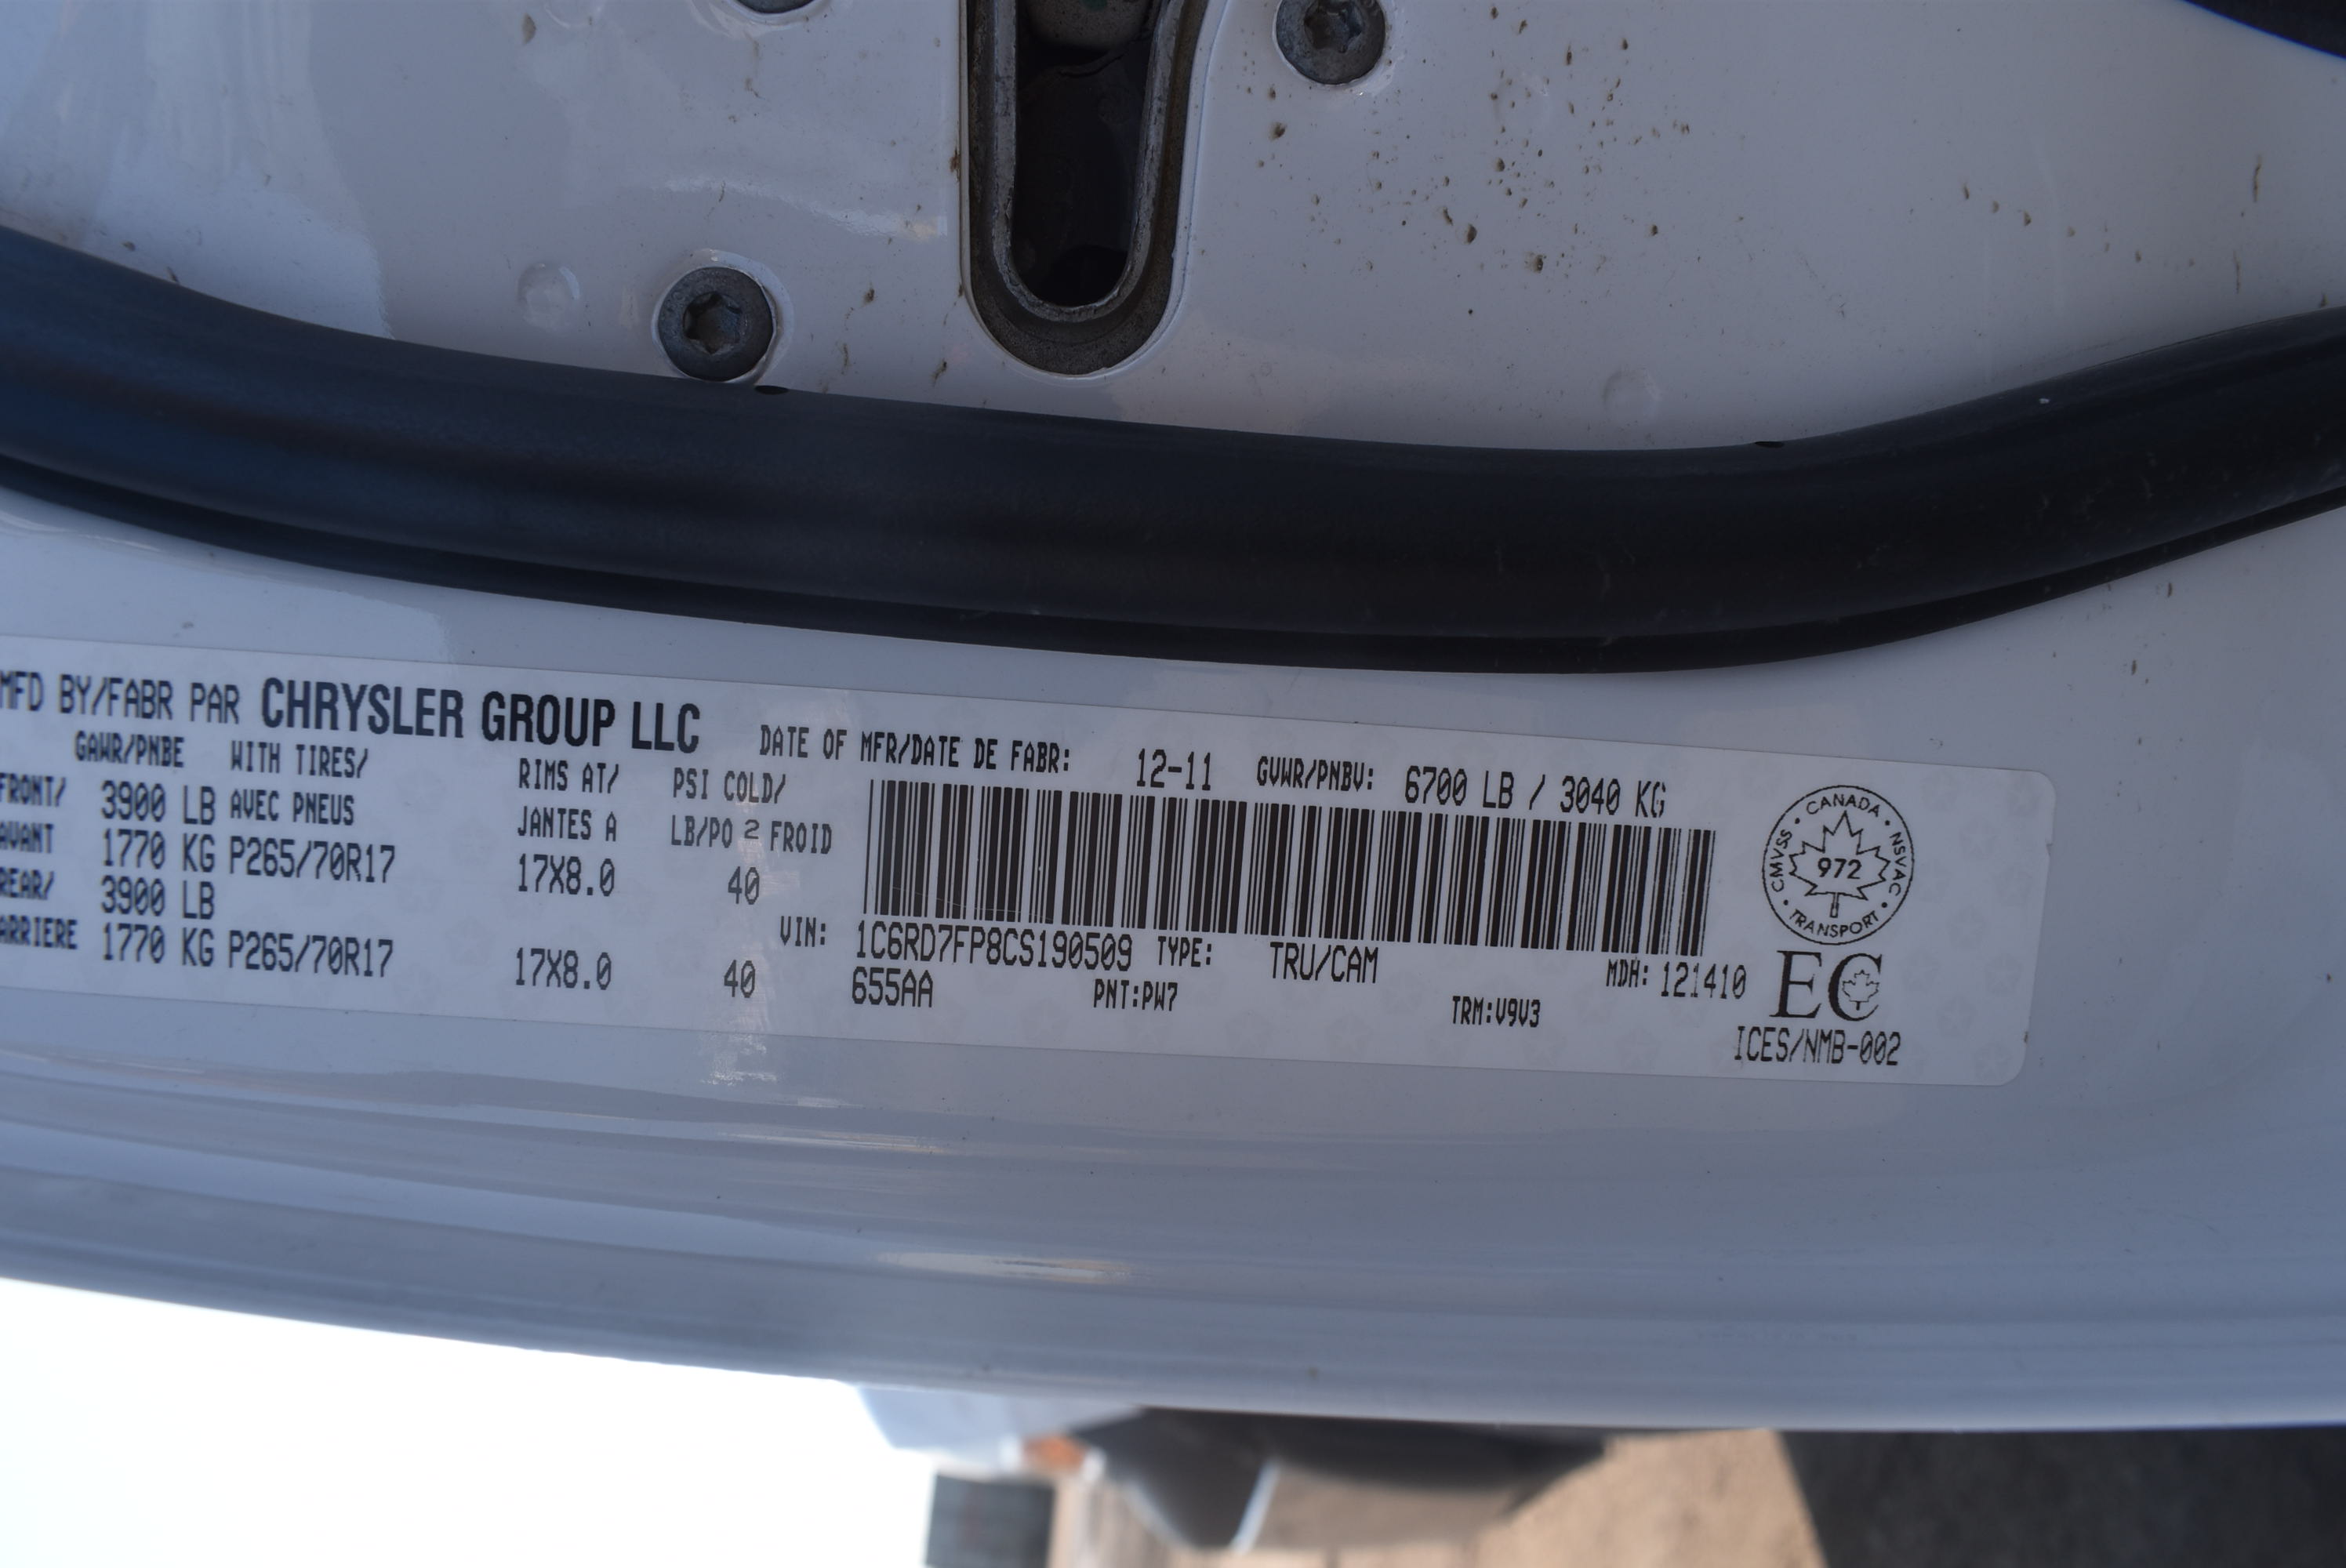 MFD BY/FABR PAR CHRYSLER GROUP LLC DATE OF MFR/DATE DE FABR: 12-11 GVWR/PNBV: 6700 LB / 3040 KG
GAWR/PNBE WITH TIRES/ RIMS AT/ PSI COLD/
FRONT/ 3900 LB AVEC PNEUS JANTES A LB/PO 2 FROID
AVANT 1770 KG P265/70R17 17X8.0 40
REAR/ 3900 LB
ARRIERE 1770 KG P265/70R17 17X8.0 40
VIN: 1C6RD7FP8CS190509 TYPE: TRU/CAM MDH: 121410
655AA PNT:PW7 TRM:V9V3
CANADA
CMVSS 972 NSVAC
TRANSPORT
EC
ICES/NMB-002